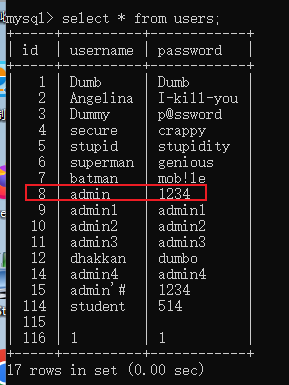 mysql> select * from users;
+-----+----------+------------+
| id | username | password |
+-----+----------+------------+
| 1 | Dumb | Dumb |
| 2 | Angelina | I-kill-you |
| 3 | Dummy | p@ssword |
| 4 | secure | crappy |
| 5 | stupid | stupidity |
| 6 | superman | genious |
| 7 | batman | mob!le |
| 8 | admin | 1234 |
| 9 | admin1 | admin1 |
| 10 | admin2 | admin2 |
| 11 | admin3 | admin3 |
| 12 | dhakkan | dumbo |
| 14 | admin4 | admin4 |
| 15 | admin'# | 1234 |
| 114 | student | 514 |
| 115 | | |
| 116 | 1 | 1 |
+-----+----------+------------+
17 rows in set (0.00 sec)